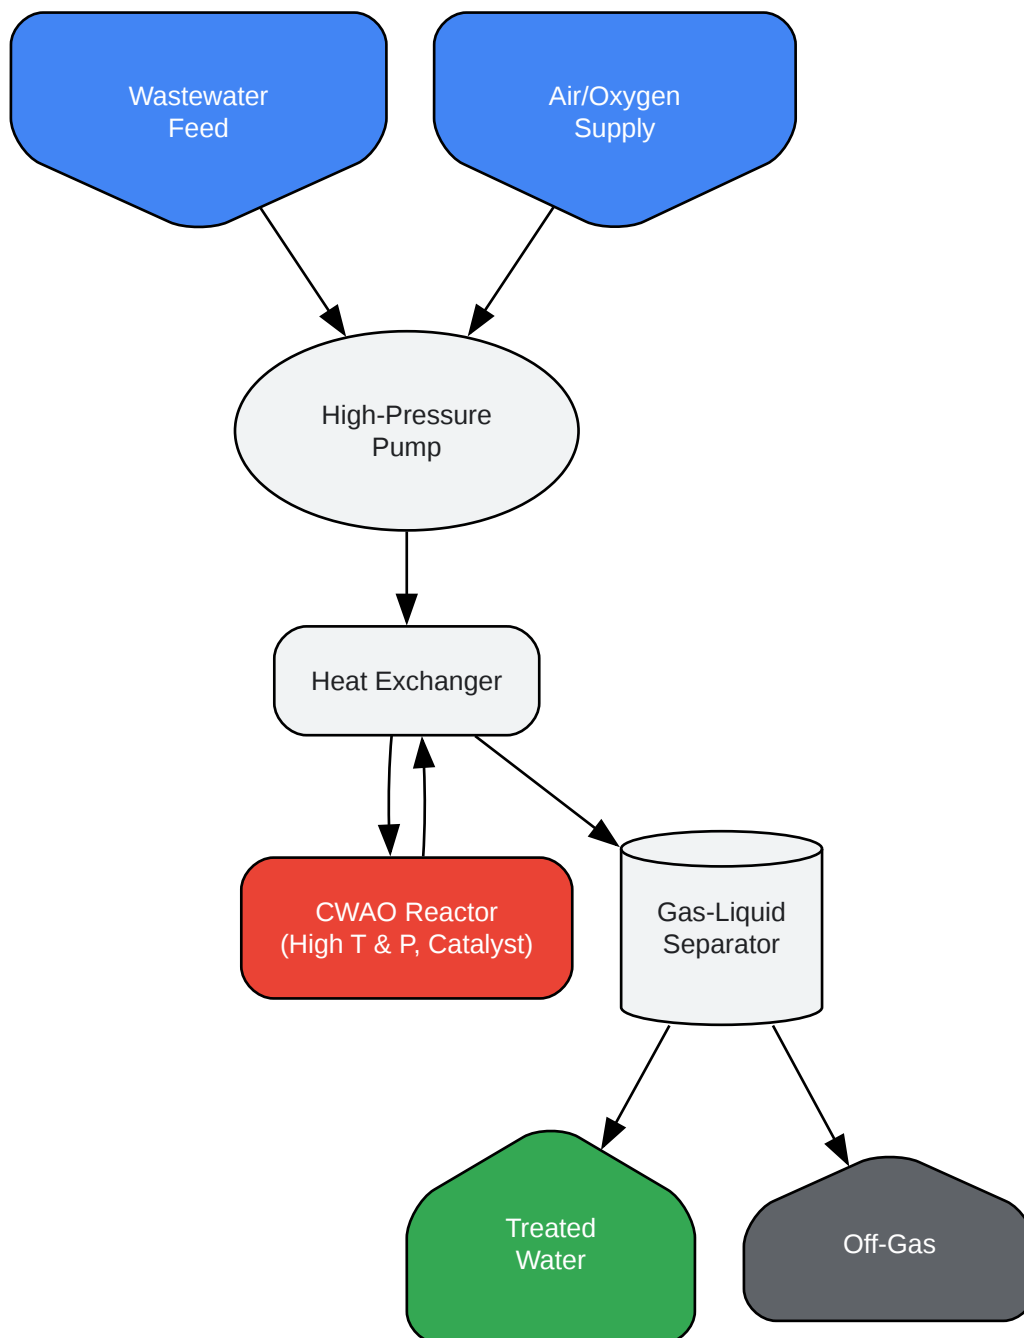 Wastewater
Feed
Air/Oxygen
Supply
High-Pressure
Pump
Heat Exchanger
CWAO Reactor
(High T & P, Catalyst)
Gas-Liquid
Separator
Treated
Water
Off-Gas